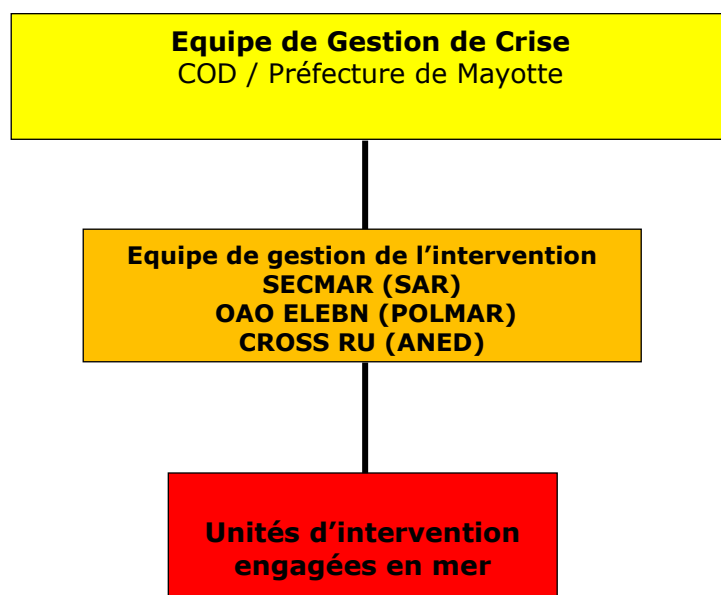 Equipe de Gestion de Crise
COD / Préfecture de Mayotte
Equipe de gestion de l'intervention
SECMAR (SAR)
OAO ELEBN (POLMAR)
CROSS RU (ANED)
Unités d'intervention
engagées en mer